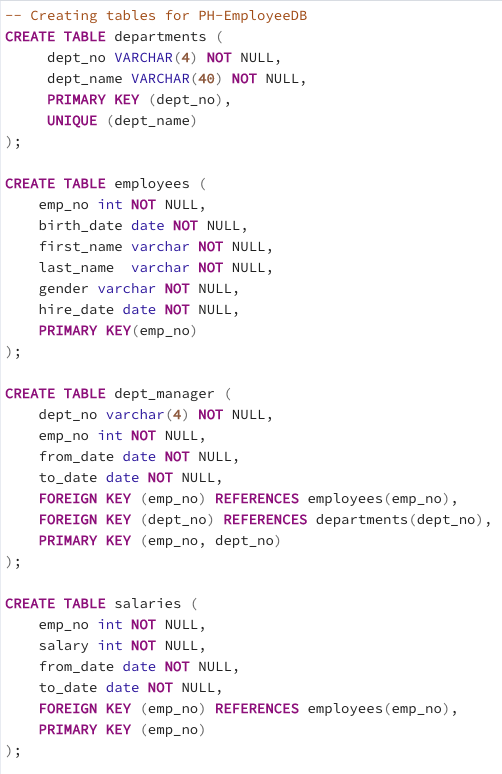 -- Creating tables for PH-EmployeeDB
CREATE TABLE departments (
     dept_no VARCHAR(4) NOT NULL,
     dept_name VARCHAR(40) NOT NULL,
     PRIMARY KEY (dept_no),
     UNIQUE (dept_name)
);

CREATE TABLE employees (
    emp_no int NOT NULL,
    birth_date date NOT NULL,
    first_name varchar NOT NULL,
    last_name  varchar NOT NULL,
    gender varchar NOT NULL,
    hire_date date NOT NULL,
    PRIMARY KEY(emp_no)
);

CREATE TABLE dept_manager (
    dept_no varchar(4) NOT NULL,
    emp_no int NOT NULL,
    from_date date NOT NULL,
    to_date date NOT NULL,
    FOREIGN KEY (emp_no) REFERENCES employees(emp_no),
    FOREIGN KEY (dept_no) REFERENCES departments(dept_no),
    PRIMARY KEY (emp_no, dept_no)
);

CREATE TABLE salaries (
    emp_no int NOT NULL,
    salary int NOT NULL,
    from_date date NOT NULL,
    to_date date NOT NULL,
    FOREIGN KEY (emp_no) REFERENCES employees(emp_no),
    PRIMARY KEY (emp_no)
);